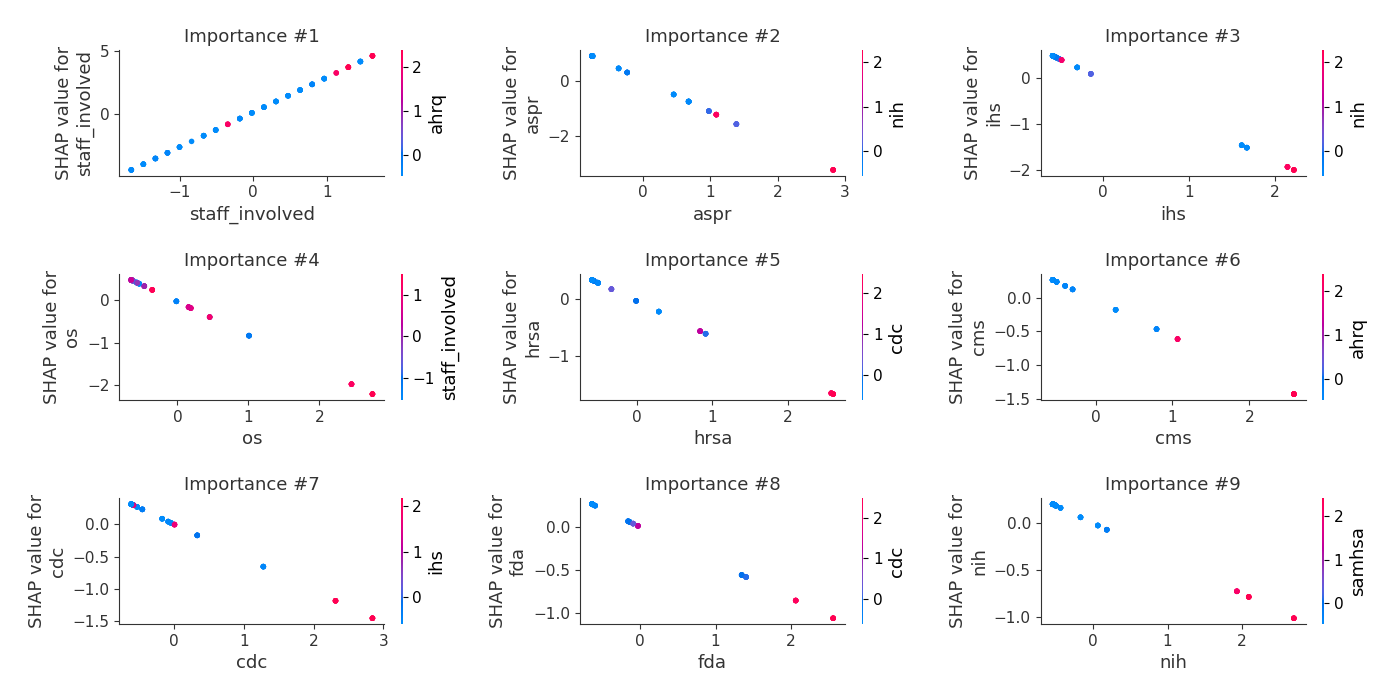 Importance #1
SHAP value for
staff_involved
5
0
−1
0
1
staff_involved
2
1
0
ahrq
Importance #2
SHAP value for
aspr
0
−2
0
1
2
3
aspr
2
1
0
nih
Importance #3
SHAP value for
ihs
0
−1
−2
0
1
2
ihs
2
1
0
nih
Importance #4
SHAP value for
os
0
−1
−2
0
1
2
os
1
0
−1
staff_involved
Importance #5
SHAP value for
hrsa
0
−1
0
1
2
hrsa
2
1
0
cdc
Importance #6
SHAP value for
cms
0.0
−0.5
−1.0
−1.5
0
1
2
cms
2
1
0
ahrq
Importance #7
SHAP value for
cdc
0.0
−0.5
−1.0
−1.5
0
1
2
3
cdc
2
1
0
ihs
Importance #8
SHAP value for
fda
0.0
−0.5
−1.0
0
1
2
fda
2
1
0
cdc
Importance #9
SHAP value for
nih
0.0
−0.5
−1.0
0
1
2
nih
2
1
0
samhsa